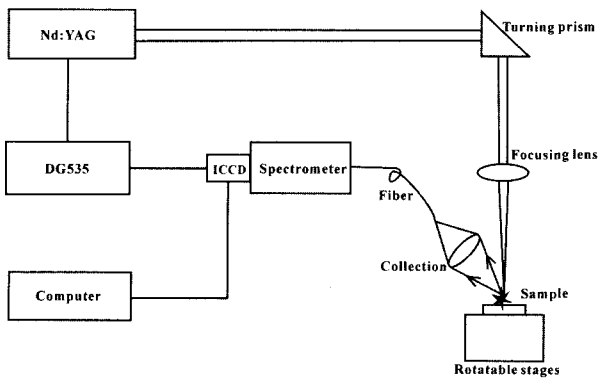 Nd:YAG
Turning prism
DG535
ICCD
Spectrometer
Focusing lens
Fiber
Collection
Computer
Sample
Rotatable stages